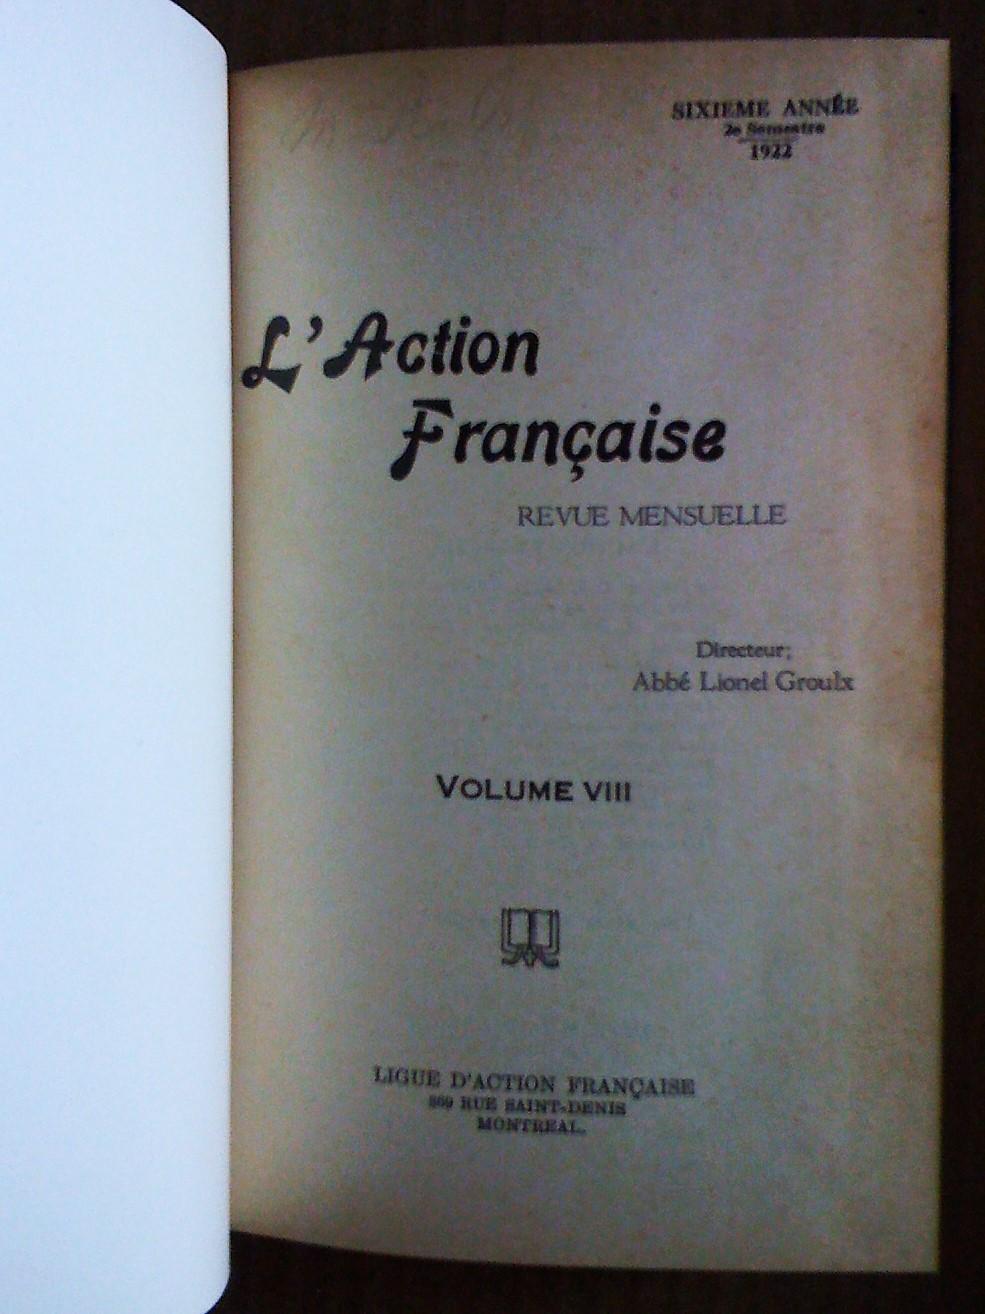 SIXIEME ANNÉE
2e Semestre
1922
L'Action
Française
REVUE MENSUELLE
Directeur:
Abbé Lionel Groulx
VOLUME VIII
LIGUE D'ACTION FRANÇAISE
RUE SAINT-DENIS
MONTREAL.